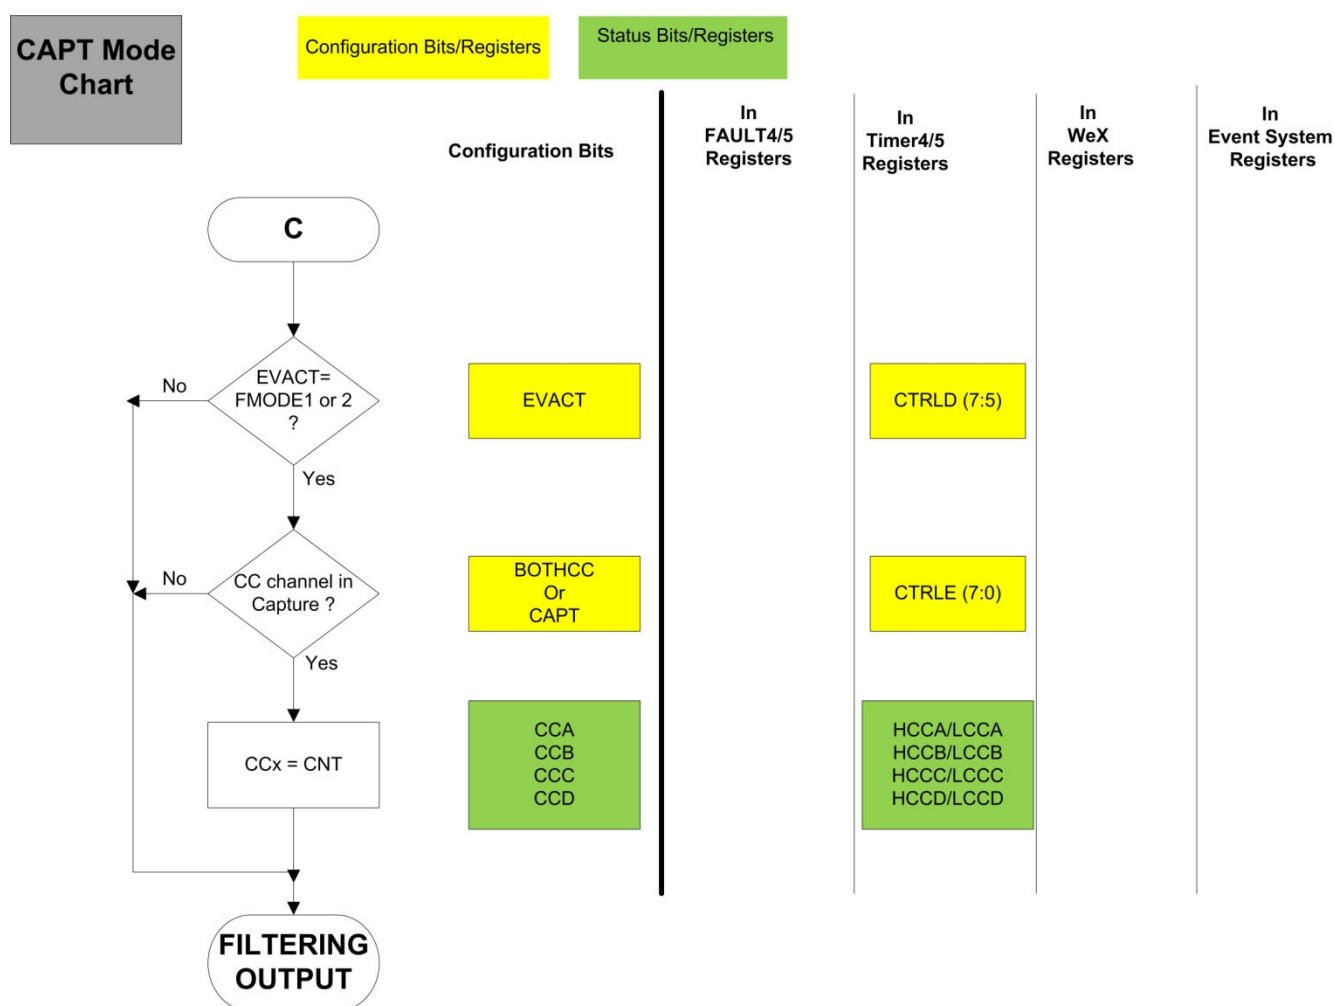 CAPT Mode
Chart
Configuration Bits/Registers
Status Bits/Registers
Configuration Bits
In
FAULT4/5
Registers
In
Timer4/5
Registers
In
WeX
Registers
In
Event System
Registers
C
EVACT=
FMODE1 or 2
?
No
Yes
EVACT
CTRLD (7:5)
CC channel in
Capture ?
No
Yes
BOTHCC
Or
CAPT
CTRLE (7:0)
CCx = CNT
CCA
CCB
CCC
CCD
HCCA/LCCA
HCCB/LCCB
HCCC/LCCC
HCCD/LCCD
FILTERING
OUTPUT